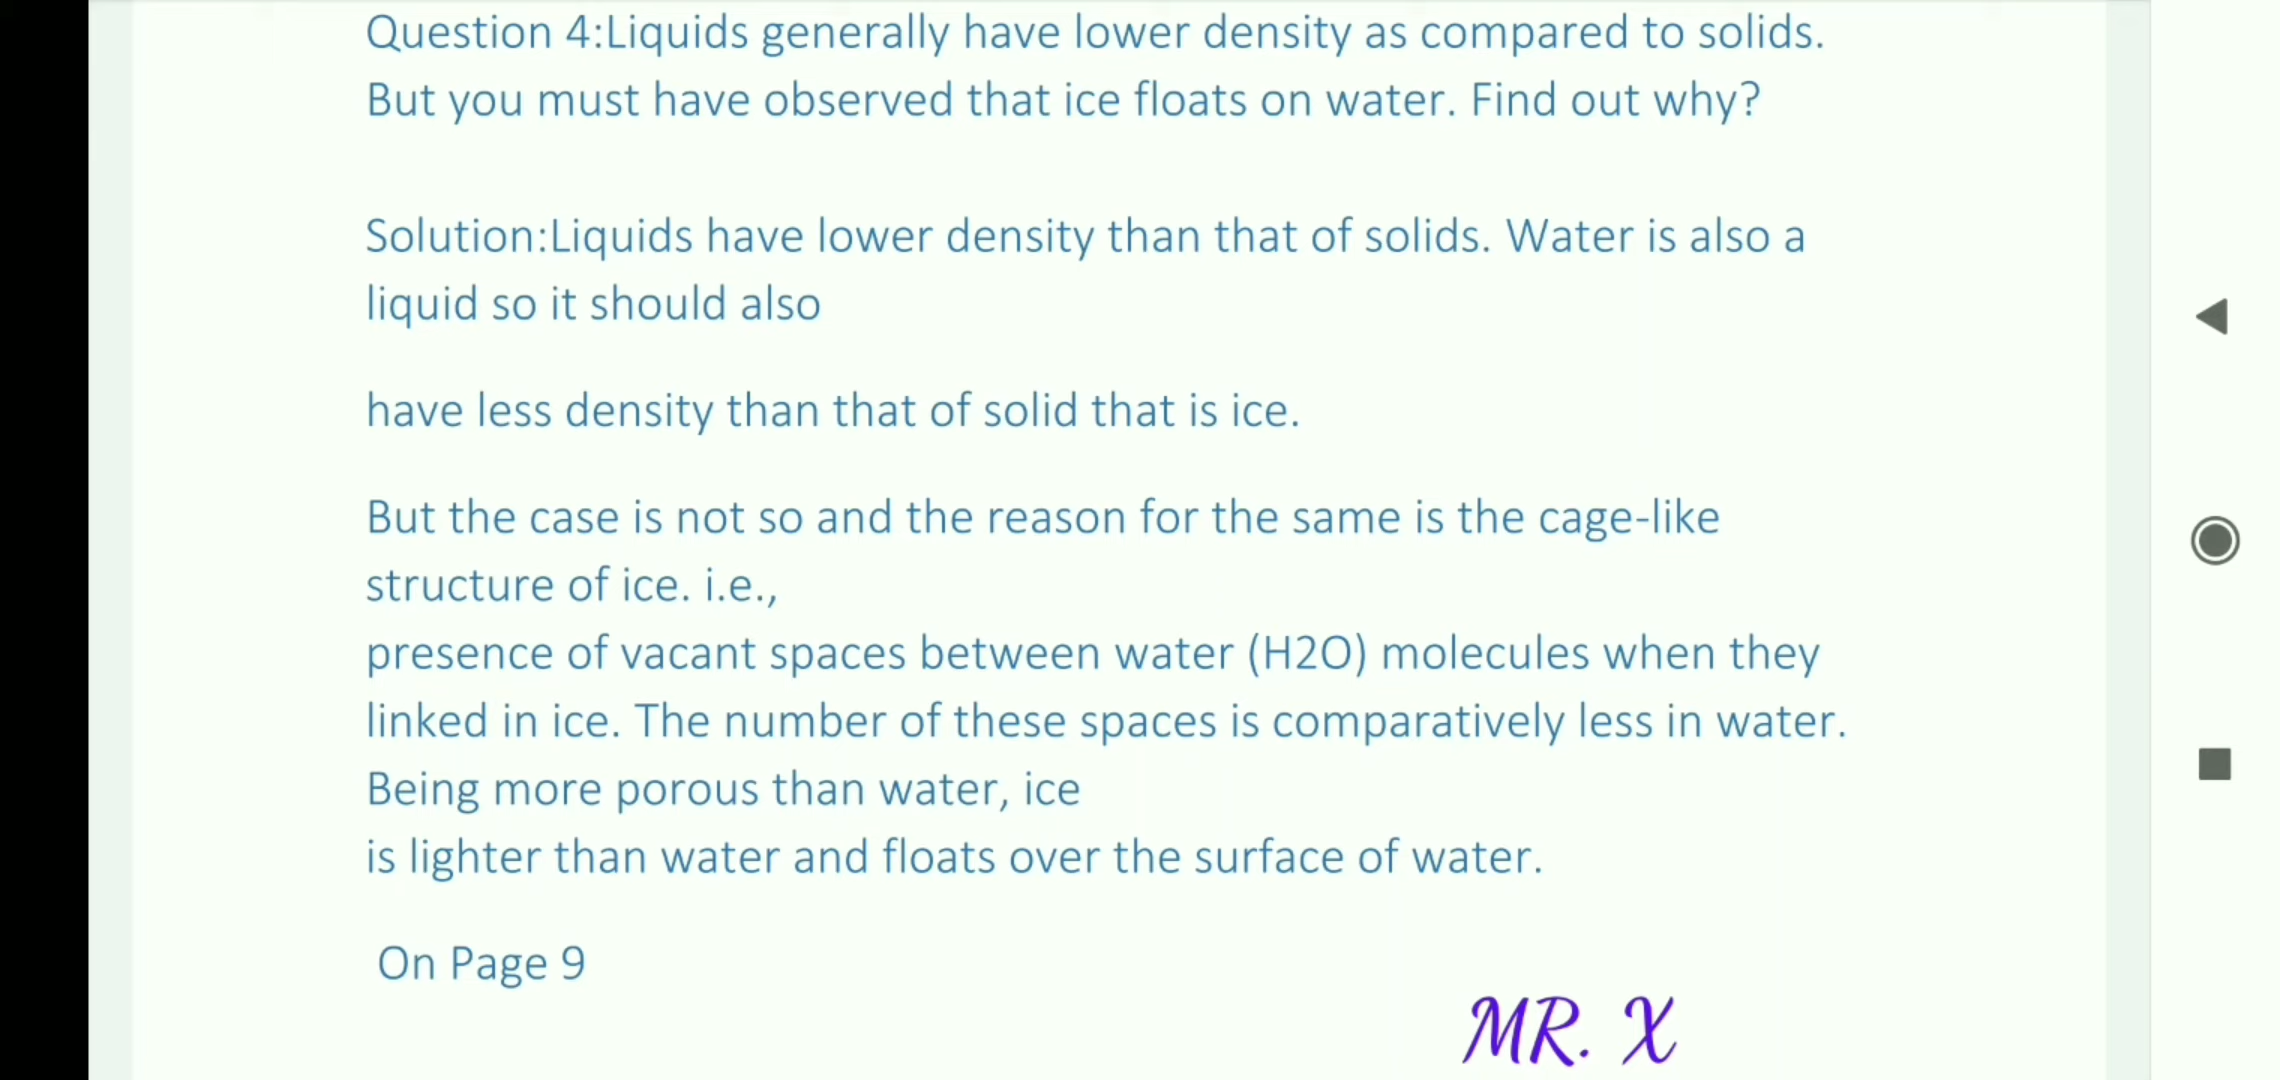 Question 4:Liquids generally have lower density as compared to solids.
But you must have observed that ice floats on water. Find out why?
Solution:Liquids have lower density than that of solids. Water is also a
liquid so it should also
have less density than that of solid that is ice.
But the case is not so and the reason for the same is the cage-like
structure of ice. i.e.,
presence of vacant spaces between water (H2O) molecules when they
linked in ice. The number of these spaces is comparatively less in water.
Being more porous than water, ice
is lighter than water and floats over the surface of water.
On Page 9
MR. X